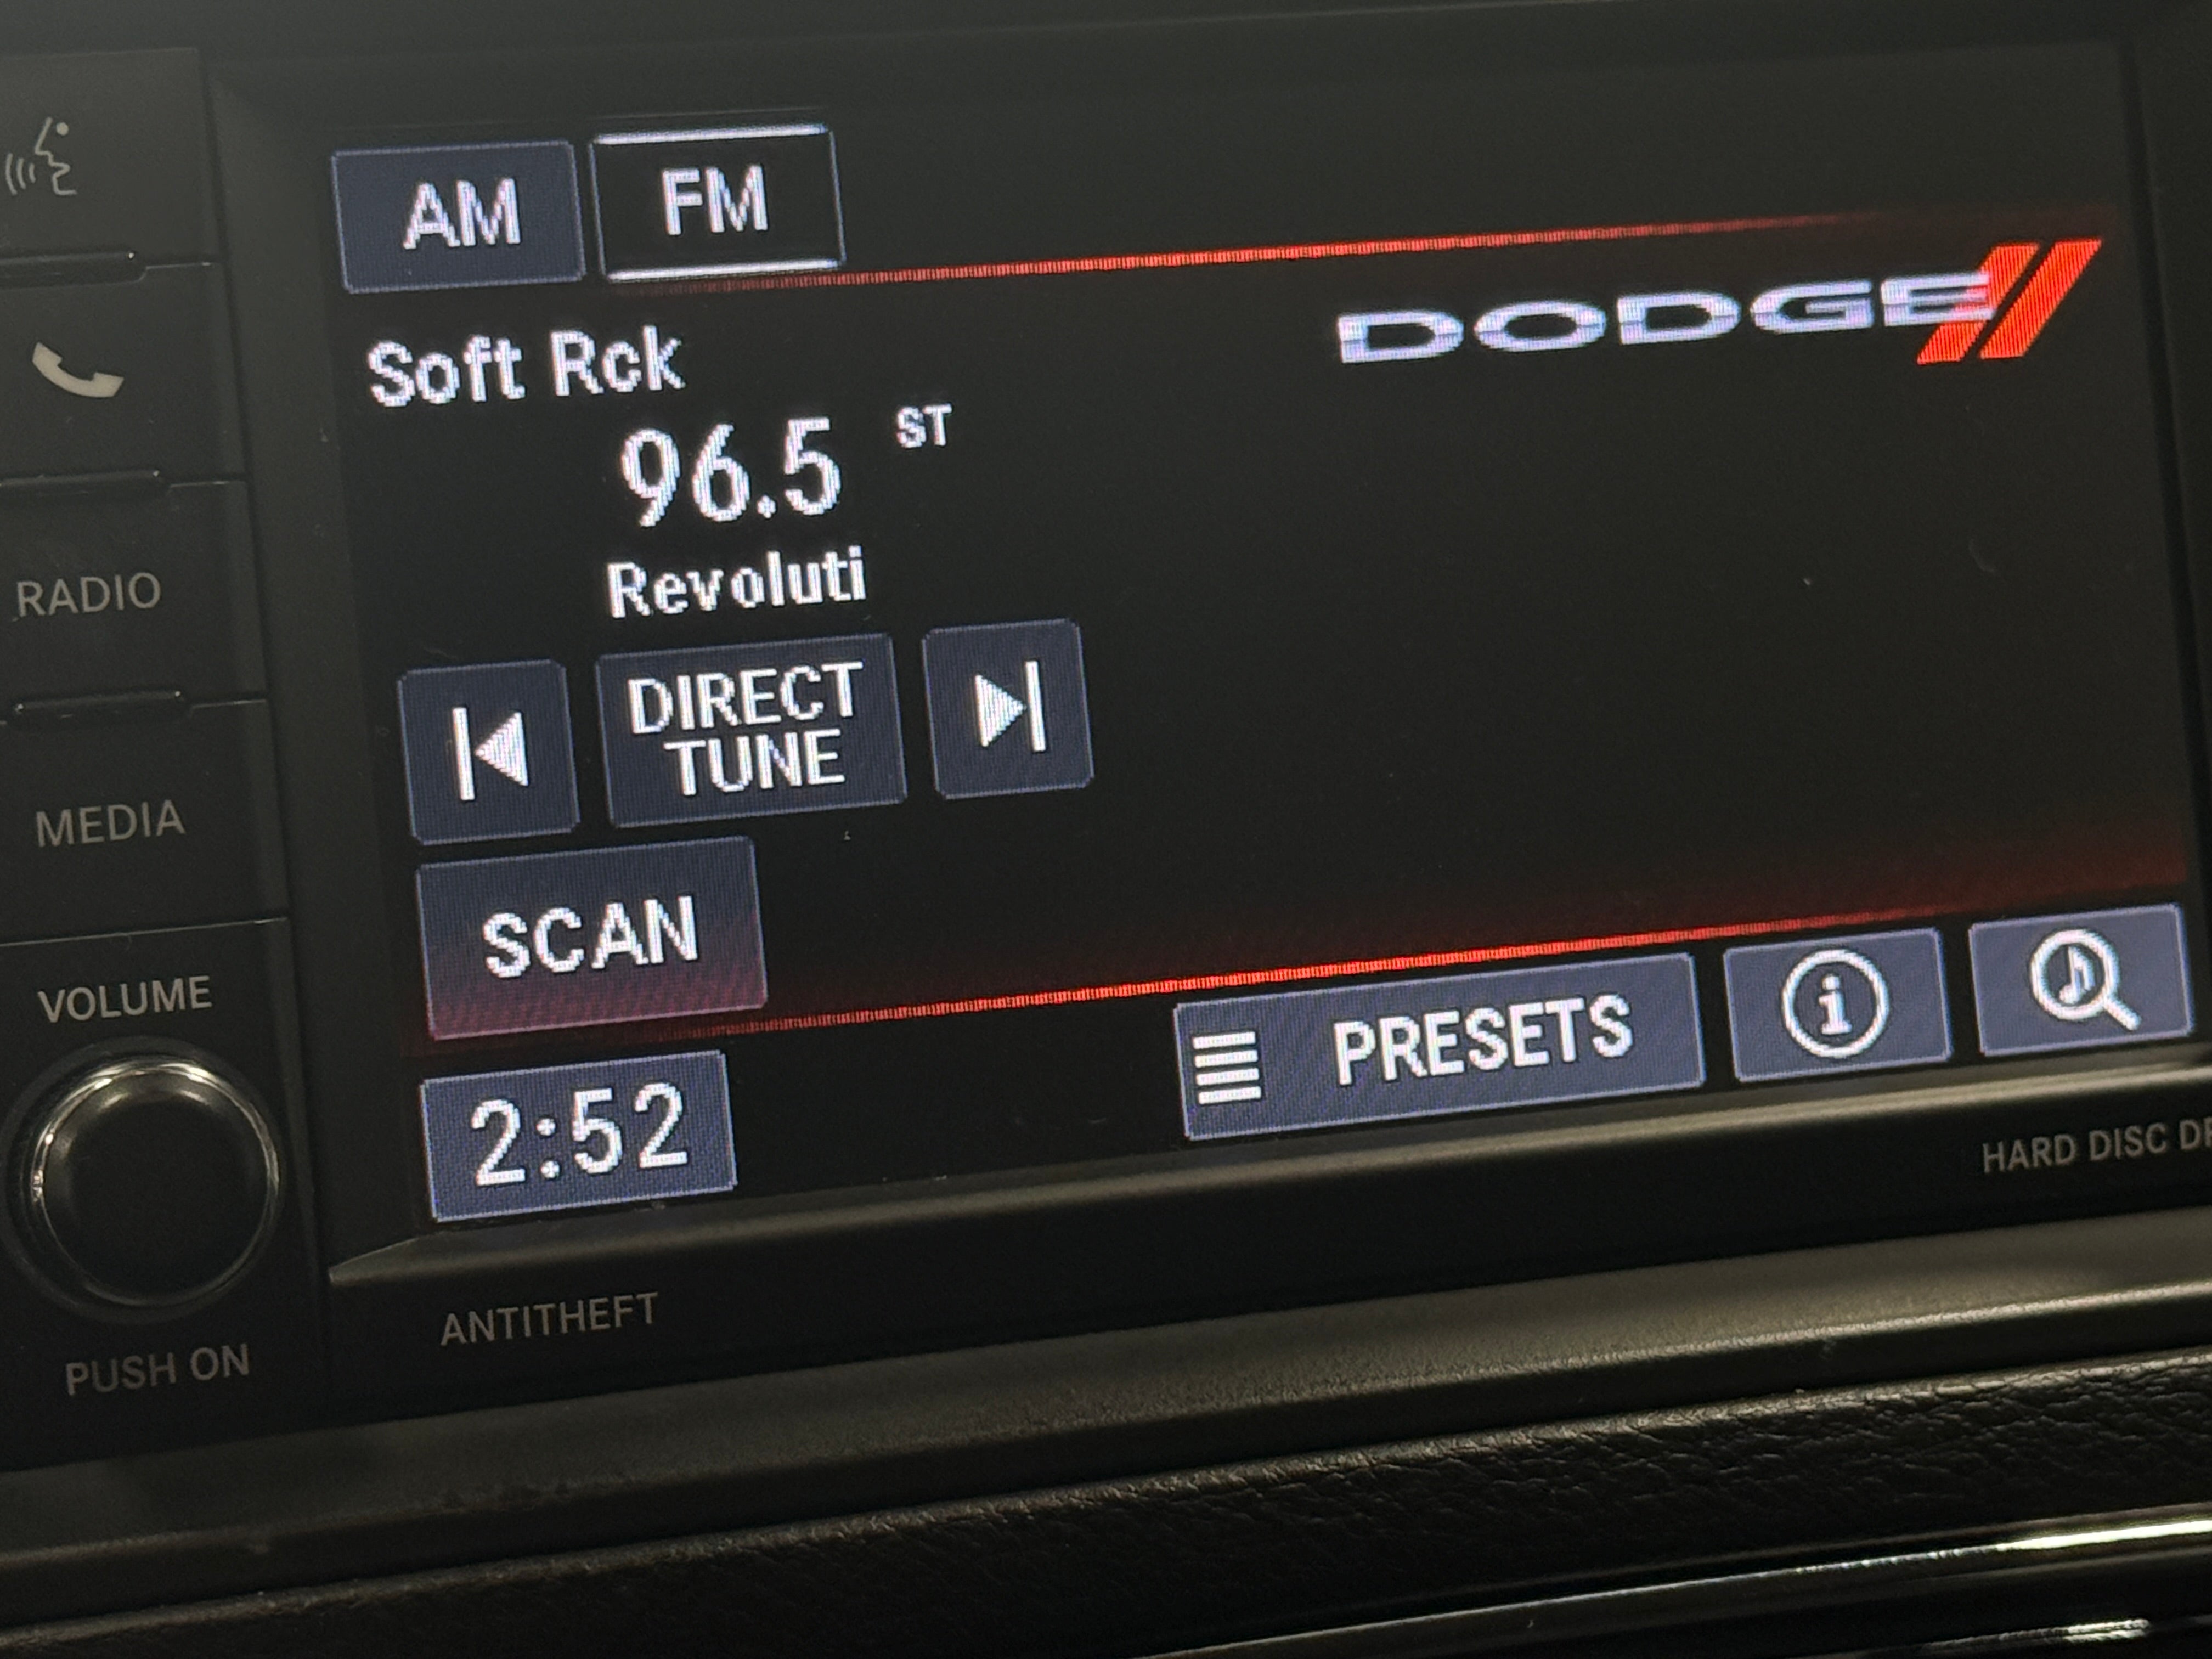 AM FM
DODGE
Soft Rck
96.5 ST
Revoluti
DIRECT
TUNE
SCAN
PRESETS
2:52
RADIO
MEDIA
VOLUME
PUSH ON
ANTITHEFT
HARD DISC